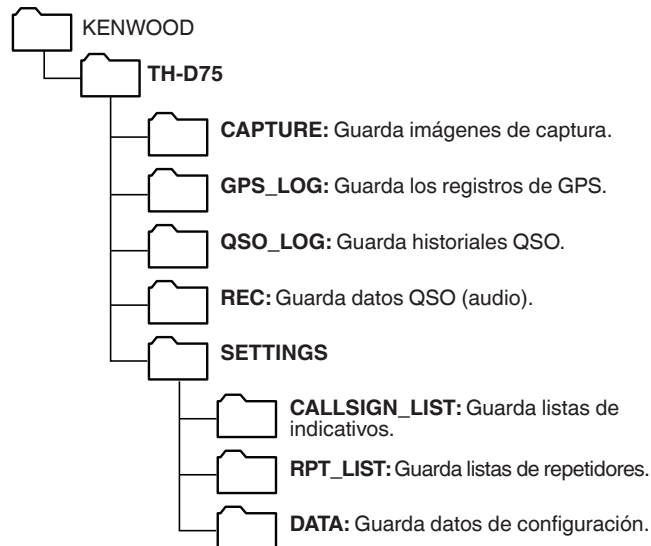 KENWOOD
TH-D75
CAPTURE: Guarda imágenes de captura.
GPS_LOG: Guarda los registros de GPS.
QSO_LOG: Guarda historiales QSO.
REC: Guarda datos QSO (audio).
SETTINGS
CALLSIGN_LIST: Guarda listas de
indicativos.
RPT_LIST: Guarda listas de repetidores.
DATA: Guarda datos de configuración.